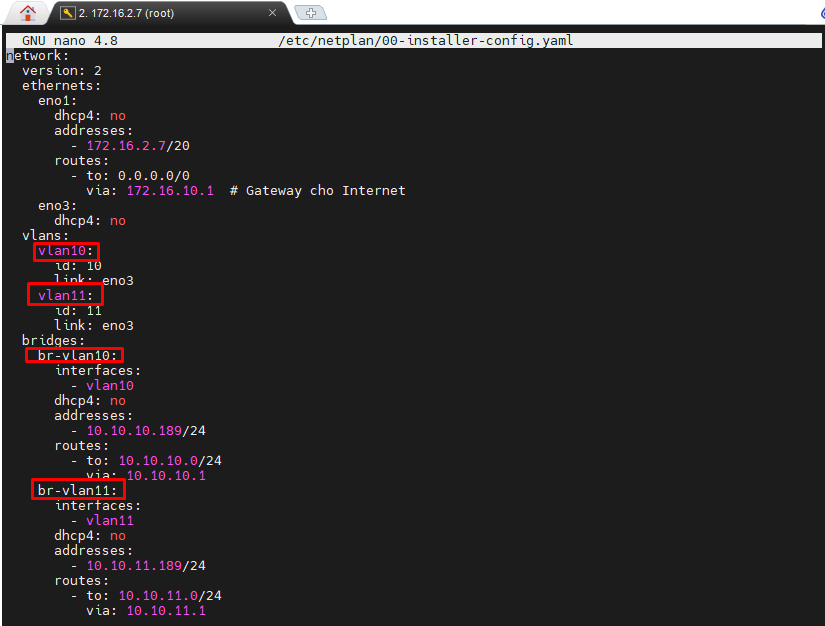 2. 172.16.2.7 (root)
GNU nano 4.8 /etc/netplan/00-installer-config.yaml
network:
  version: 2
  ethernets:
    eno1:
      dhcp4: no
      addresses:
        - 172.16.2.7/20
      routes:
        - to: 0.0.0.0/0
          via: 172.16.10.1  # Gateway cho Internet
    eno3:
      dhcp4: no
  vlans:
    vlan10:
      id: 10
      link: eno3
    vlan11:
      id: 11
      link: eno3
  bridges:
    br-vlan10:
      interfaces:
        - vlan10
      dhcp4: no
      addresses:
        - 10.10.10.189/24
      routes:
        - to: 10.10.10.0/24
          via: 10.10.10.1
    br-vlan11:
      interfaces:
        - vlan11
      dhcp4: no
      addresses:
        - 10.10.11.189/24
      routes:
        - to: 10.10.11.0/24
          via: 10.10.11.1